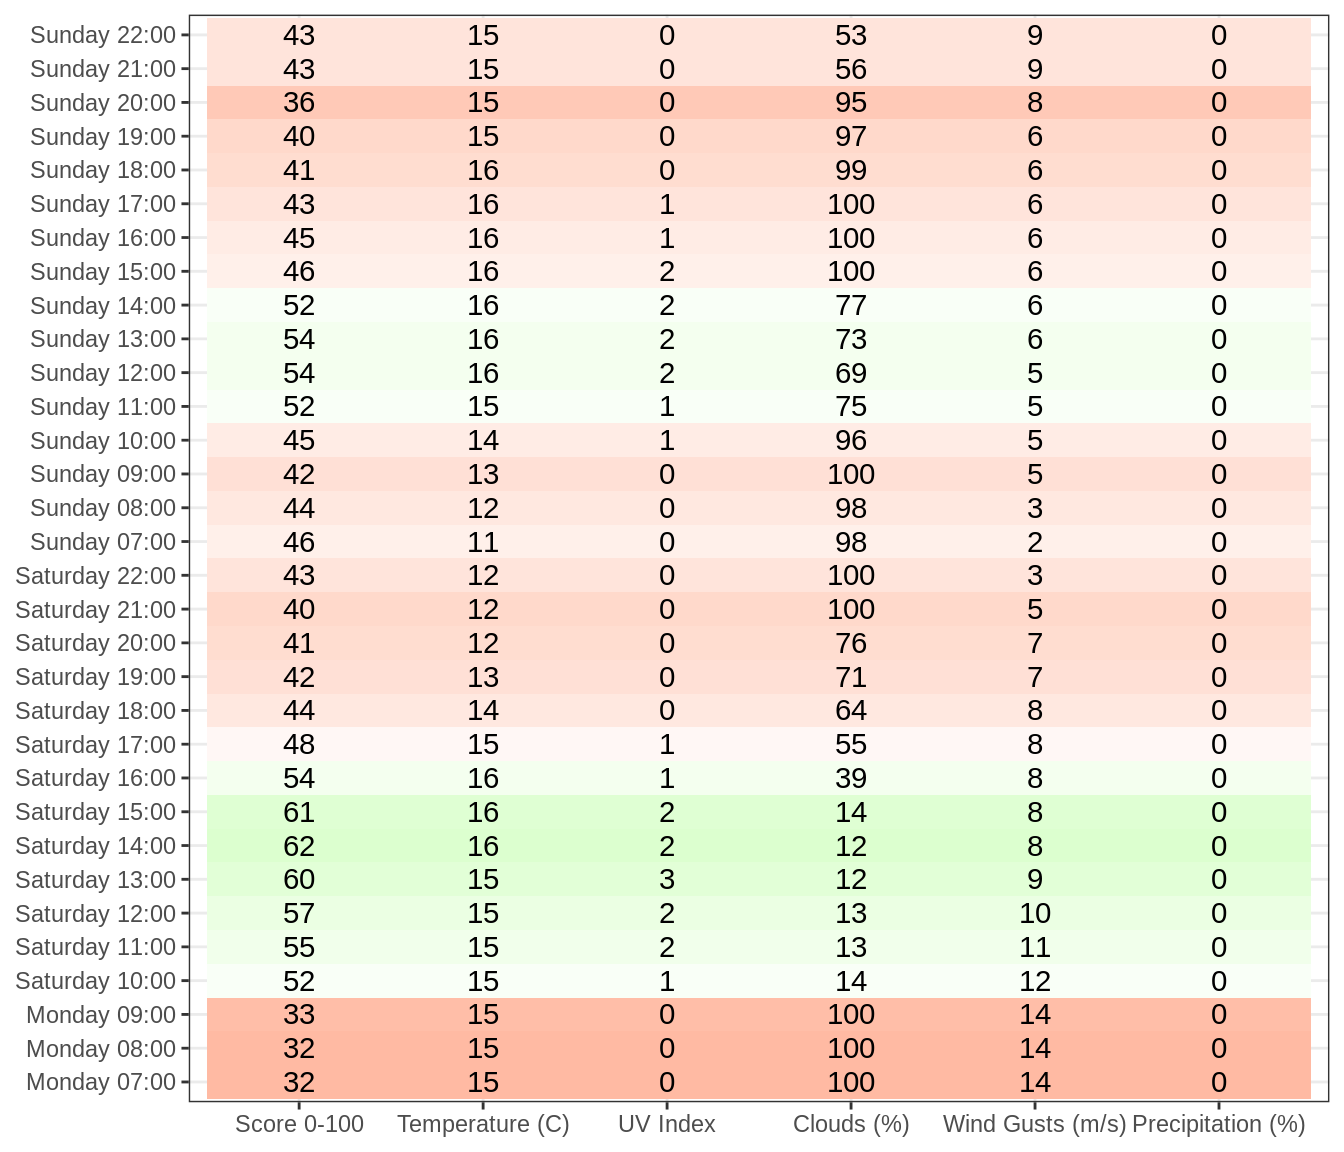 Sunday 22:00 43 15 0 53 9 0
Sunday 21:00 43 15 0 56 9 0
Sunday 20:00 36 15 0 95 8 0
Sunday 19:00 40 15 0 97 6 0
Sunday 18:00 41 16 0 99 6 0
Sunday 17:00 43 16 1 100 6 0
Sunday 16:00 45 16 1 100 6 0
Sunday 15:00 46 16 2 100 6 0
Sunday 14:00 52 16 2 77 6 0
Sunday 13:00 54 16 2 73 6 0
Sunday 12:00 54 16 2 69 5 0
Sunday 11:00 52 15 1 75 5 0
Sunday 10:00 45 14 1 96 5 0
Sunday 09:00 42 13 0 100 5 0
Sunday 08:00 44 12 0 98 3 0
Sunday 07:00 46 11 0 98 2 0
Saturday 22:00 43 12 0 100 3 0
Saturday 21:00 40 12 0 100 5 0
Saturday 20:00 41 12 0 76 7 0
Saturday 19:00 42 13 0 71 7 0
Saturday 18:00 44 14 0 64 8 0
Saturday 17:00 48 15 1 55 8 0
Saturday 16:00 54 16 1 39 8 0
Saturday 15:00 61 16 2 14 8 0
Saturday 14:00 62 16 2 12 8 0
Saturday 13:00 60 15 3 12 9 0
Saturday 12:00 57 15 2 13 10 0
Saturday 11:00 55 15 2 13 11 0
Saturday 10:00 52 15 1 14 12 0
Monday 09:00 33 15 0 100 14 0
Monday 08:00 32 15 0 100 14 0
Monday 07:00 32 15 0 100 14 0
Score 0-100 Temperature (C) UV Index Clouds (%) Wind Gusts (m/s) Precipitation (%)